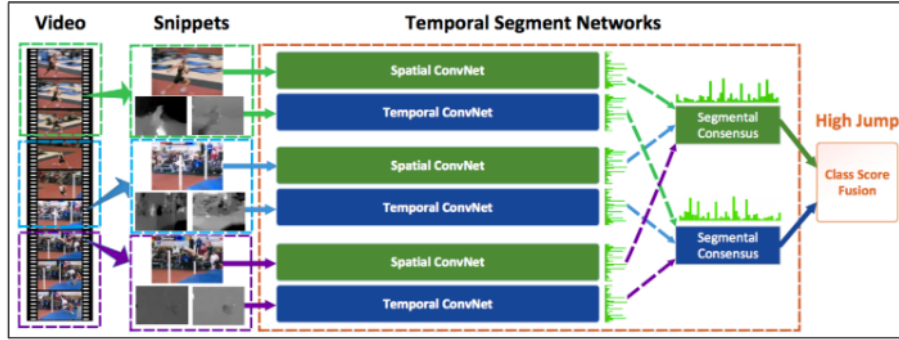 Video
Snippets
Temporal Segment Networks
Spatial ConvNet
Temporal ConvNet
Spatial ConvNet
Temporal ConvNet
Spatial ConvNet
Temporal ConvNet
Segmental
Consensus
Segmental
Consensus
High Jump
Class Score
Fusion